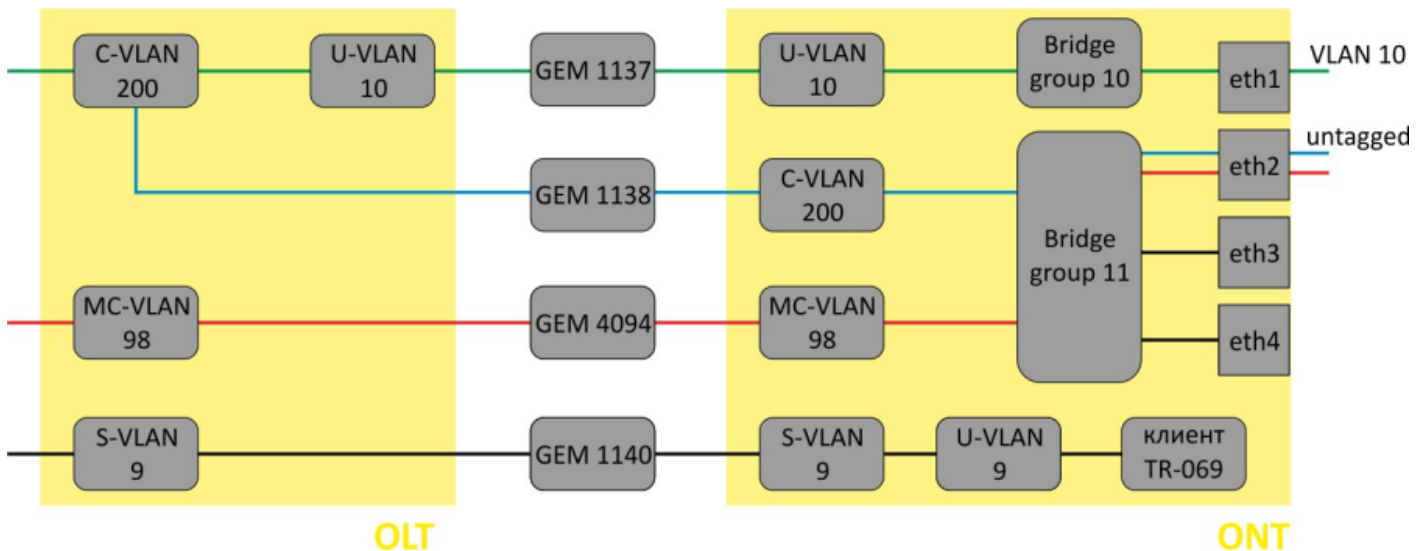 C-VLAN
200
U-VLAN
10
GEM 1137
U-VLAN
10
Bridge
group 10
eth1
VLAN 10
GEM 1138
C-VLAN
200
Bridge
group 11
eth2
untagged
eth3
MC-VLAN
98
GEM 4094
MC-VLAN
98
eth4
S-VLAN
9
GEM 1140
S-VLAN
9
U-VLAN
9
клиент
TR-069
OLT
ONT